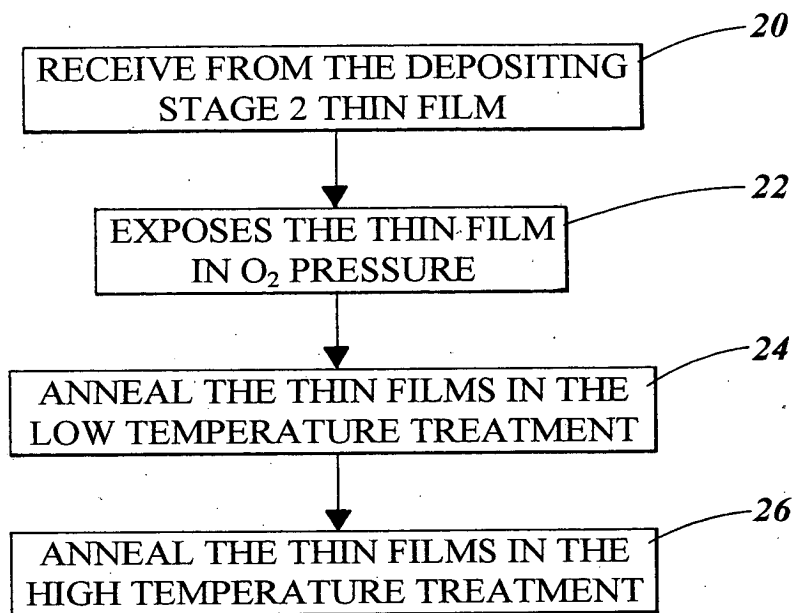 20
RECEIVE FROM THE DEPOSITING
STAGE 2 THIN FILM
22
EXPOSES THE THIN FILM
IN O₂ PRESSURE
24
ANNEAL THE THIN FILMS IN THE
LOW TEMPERATURE TREATMENT
26
ANNEAL THE THIN FILMS IN THE
HIGH TEMPERATURE TREATMENT